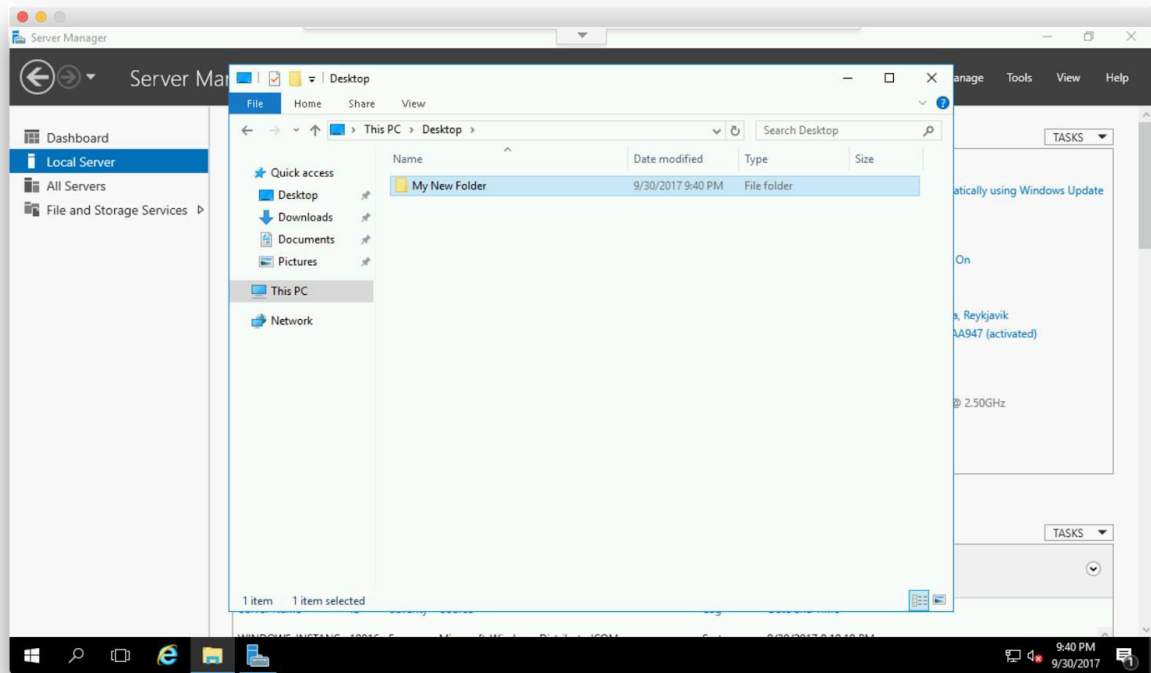 Server Manager
Server Mar
Manage Tools View Help
Desktop
File Home Share View
This PC > Desktop >
Search Desktop
Name Date modified Type Size
Quick access
Desktop
Downloads
Documents
Pictures
This PC
Network
My New Folder 9/30/2017 9:40 PM File folder
Dashboard
Local Server
All Servers
File and Storage Services
TASKS
atically using Windows Update
On
a, Reykjavik
AA947 (activated)
@ 2.50GHz
TASKS
1 item 1 item selected
9:40 PM
9/30/2017
1